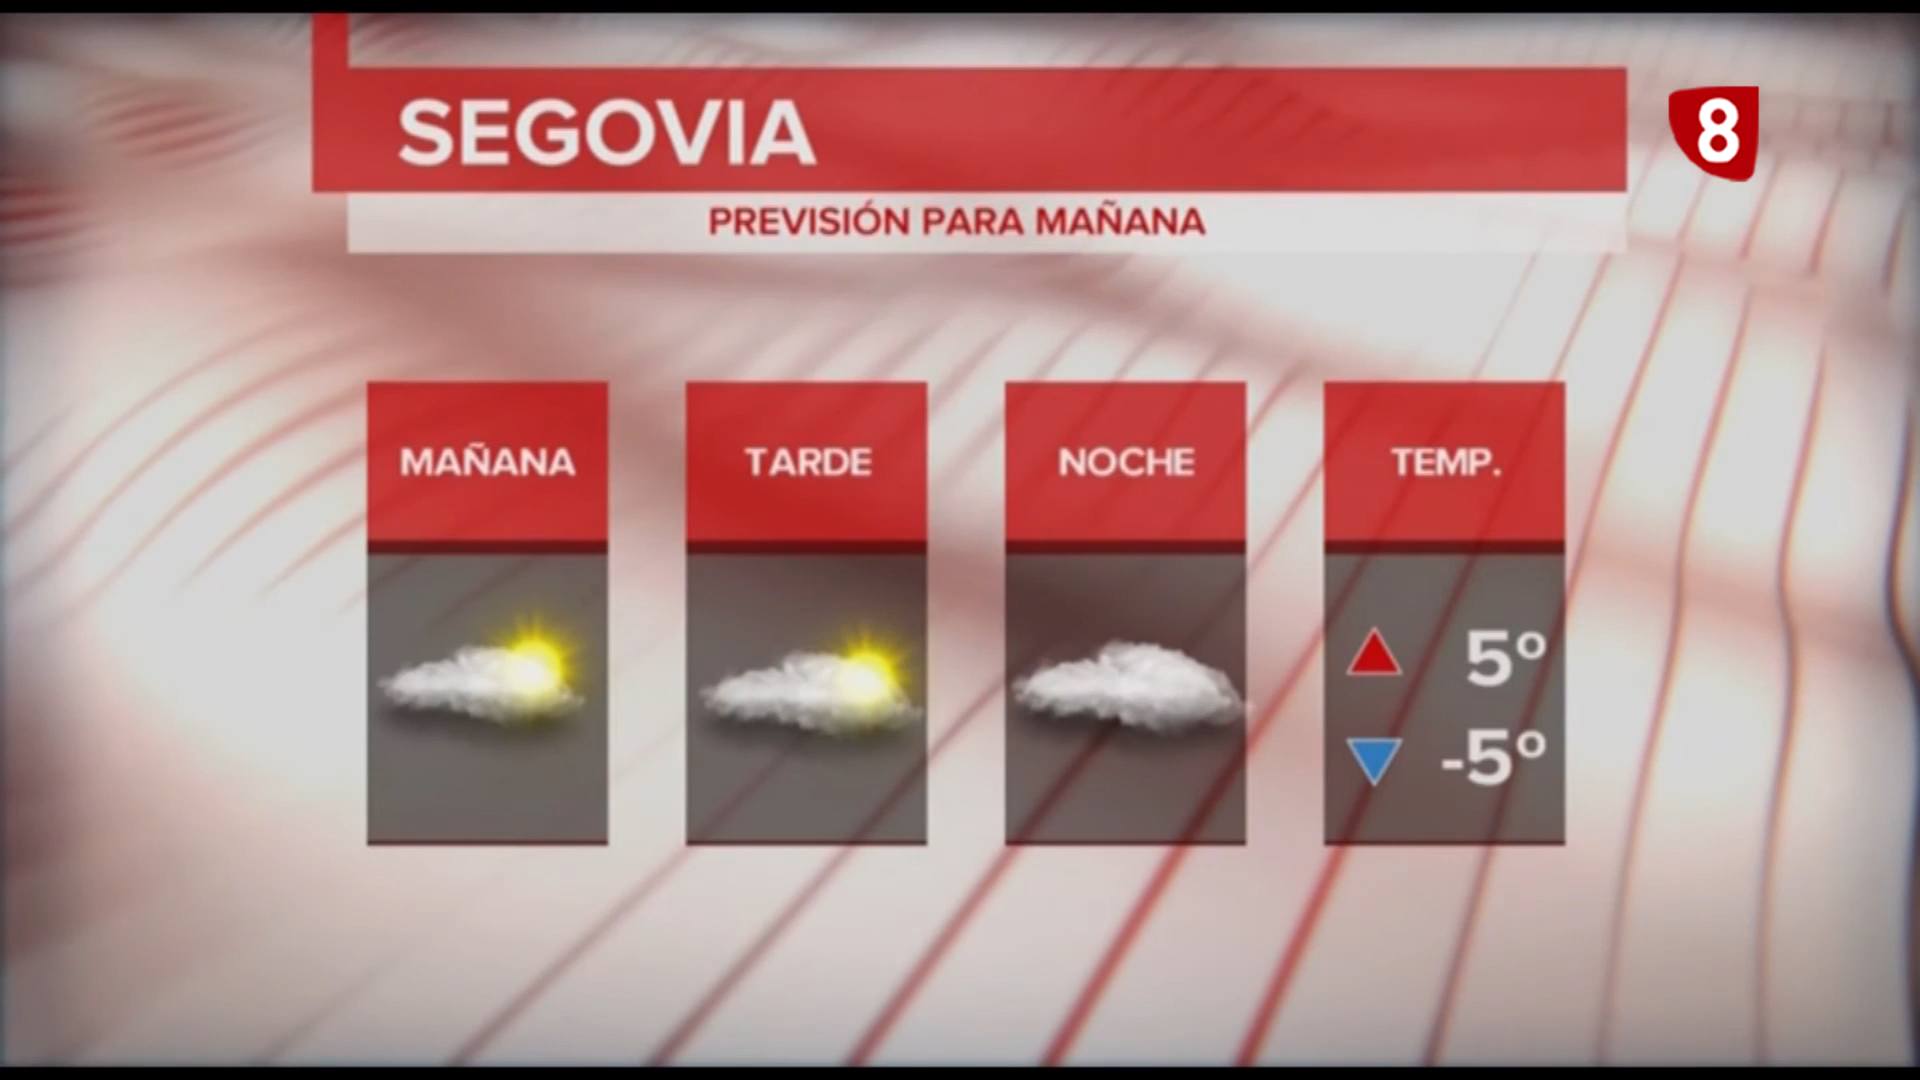 SEGOVIA
8
PREVISIÓN PARA MAÑANA
MAÑANA
TARDE
NOCHE
TEMP.
5º
-5º